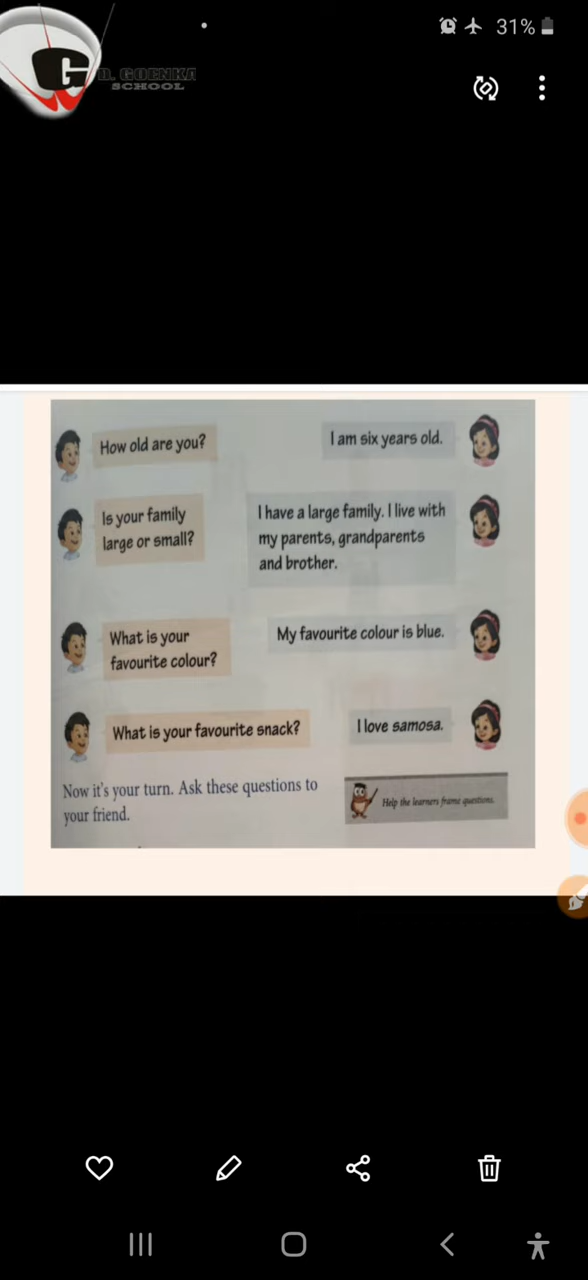 31%
G
D. GOENKA
SCHOOL
How old are you?
I am six years old.
Is your family
large or small?
I have a large family. I live with
my parents, grandparents
and brother.
What is your
favourite colour?
My favourite colour is blue.
What is your favourite snack?
I love samosa.
Now it's your turn. Ask these questions to
your friend.
Help the learners frame questions.